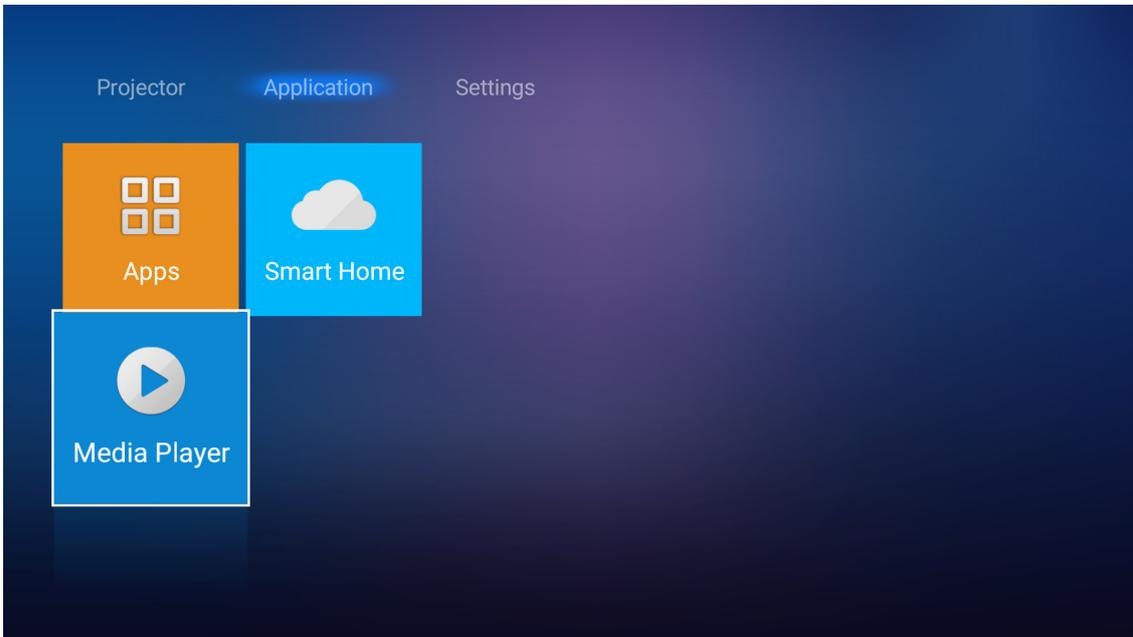 Projector
Application
Settings
Apps
Smart Home
Media Player